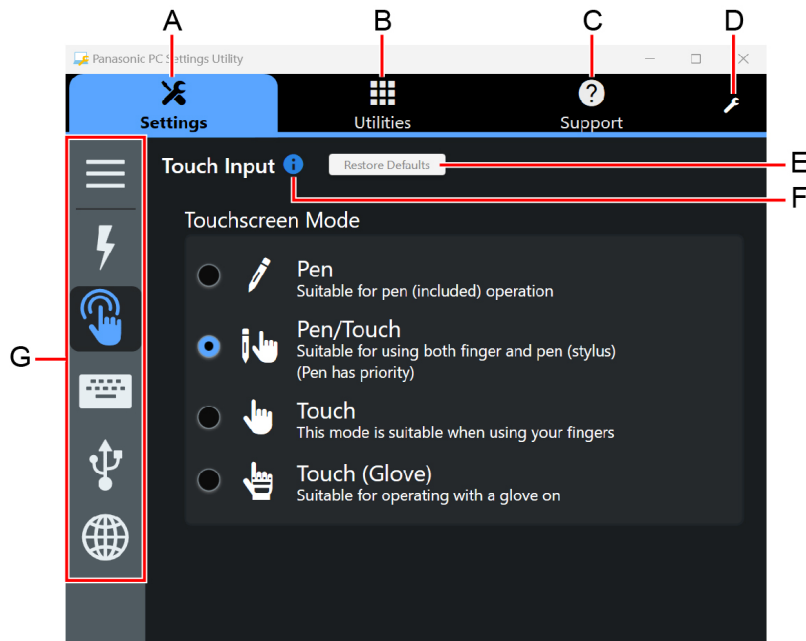 A
B
C
D
Panasonic PC Settings Utility
Settings
Utilities
Support
Touch Input
Restore Defaults
E
F
Touchscreen Mode
Pen
Suitable for pen (included) operation
Pen/Touch
Suitable for using both finger and pen (stylus)
(Pen has priority)
G
Touch
This mode is suitable when using your fingers
Touch (Glove)
Suitable for operating with a glove on